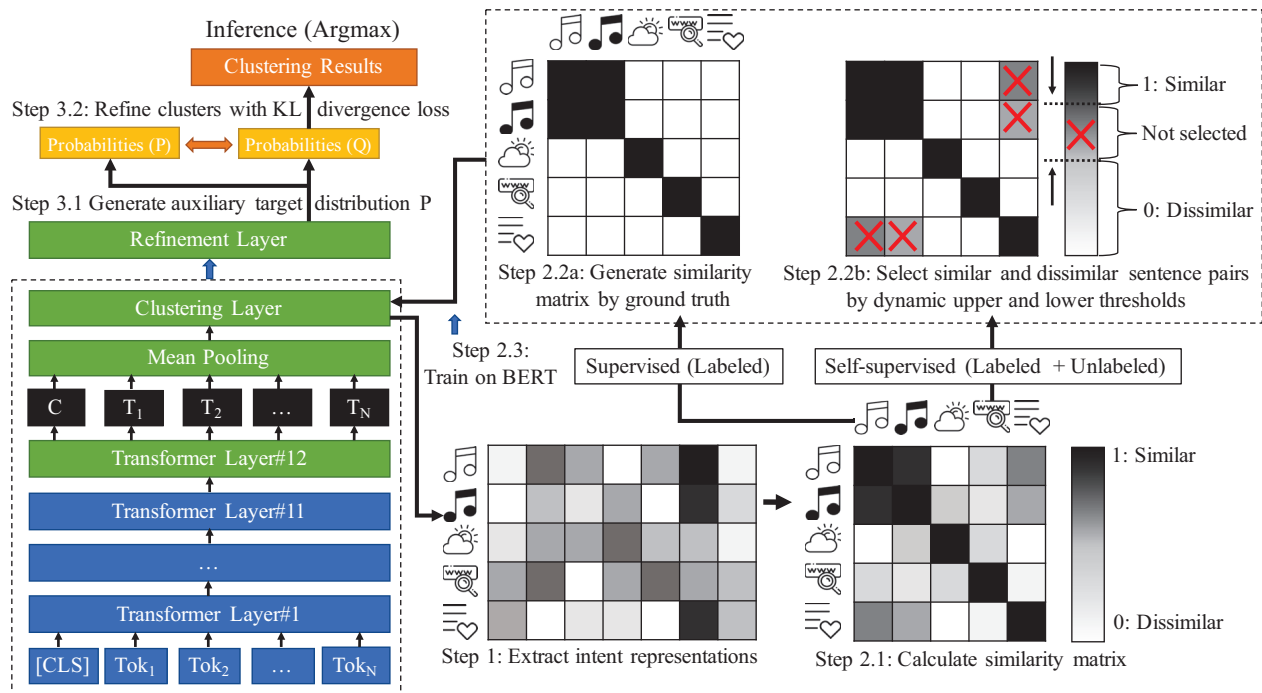 Inference (Argmax)
Clustering Results
Step 3.2: Refine clusters with KL divergence loss
Probabilities (P)
Probabilities (Q)
Step 3.1 Generate auxiliary target distribution P
Refinement Layer
Clustering Layer
Mean Pooling
C
T1
T2
…
TN
Transformer Layer#12
Transformer Layer#11
…
Transformer Layer#1
[CLS]
Tok1
Tok2
…
TokN
www
www
Step 2.2a: Generate similarity
matrix by ground truth
1: Similar
Not selected
0: Dissimilar
Step 2.2b: Select similar and dissimilar sentence pairs
by dynamic upper and lower thresholds
Step 2.3:
Train on BERT
Supervised (Labeled)
Self-supervised (Labeled + Unlabeled)
www
www
Step 1: Extract intent representations
www
1: Similar
0: Dissimilar
Step 2.1: Calculate similarity matrix